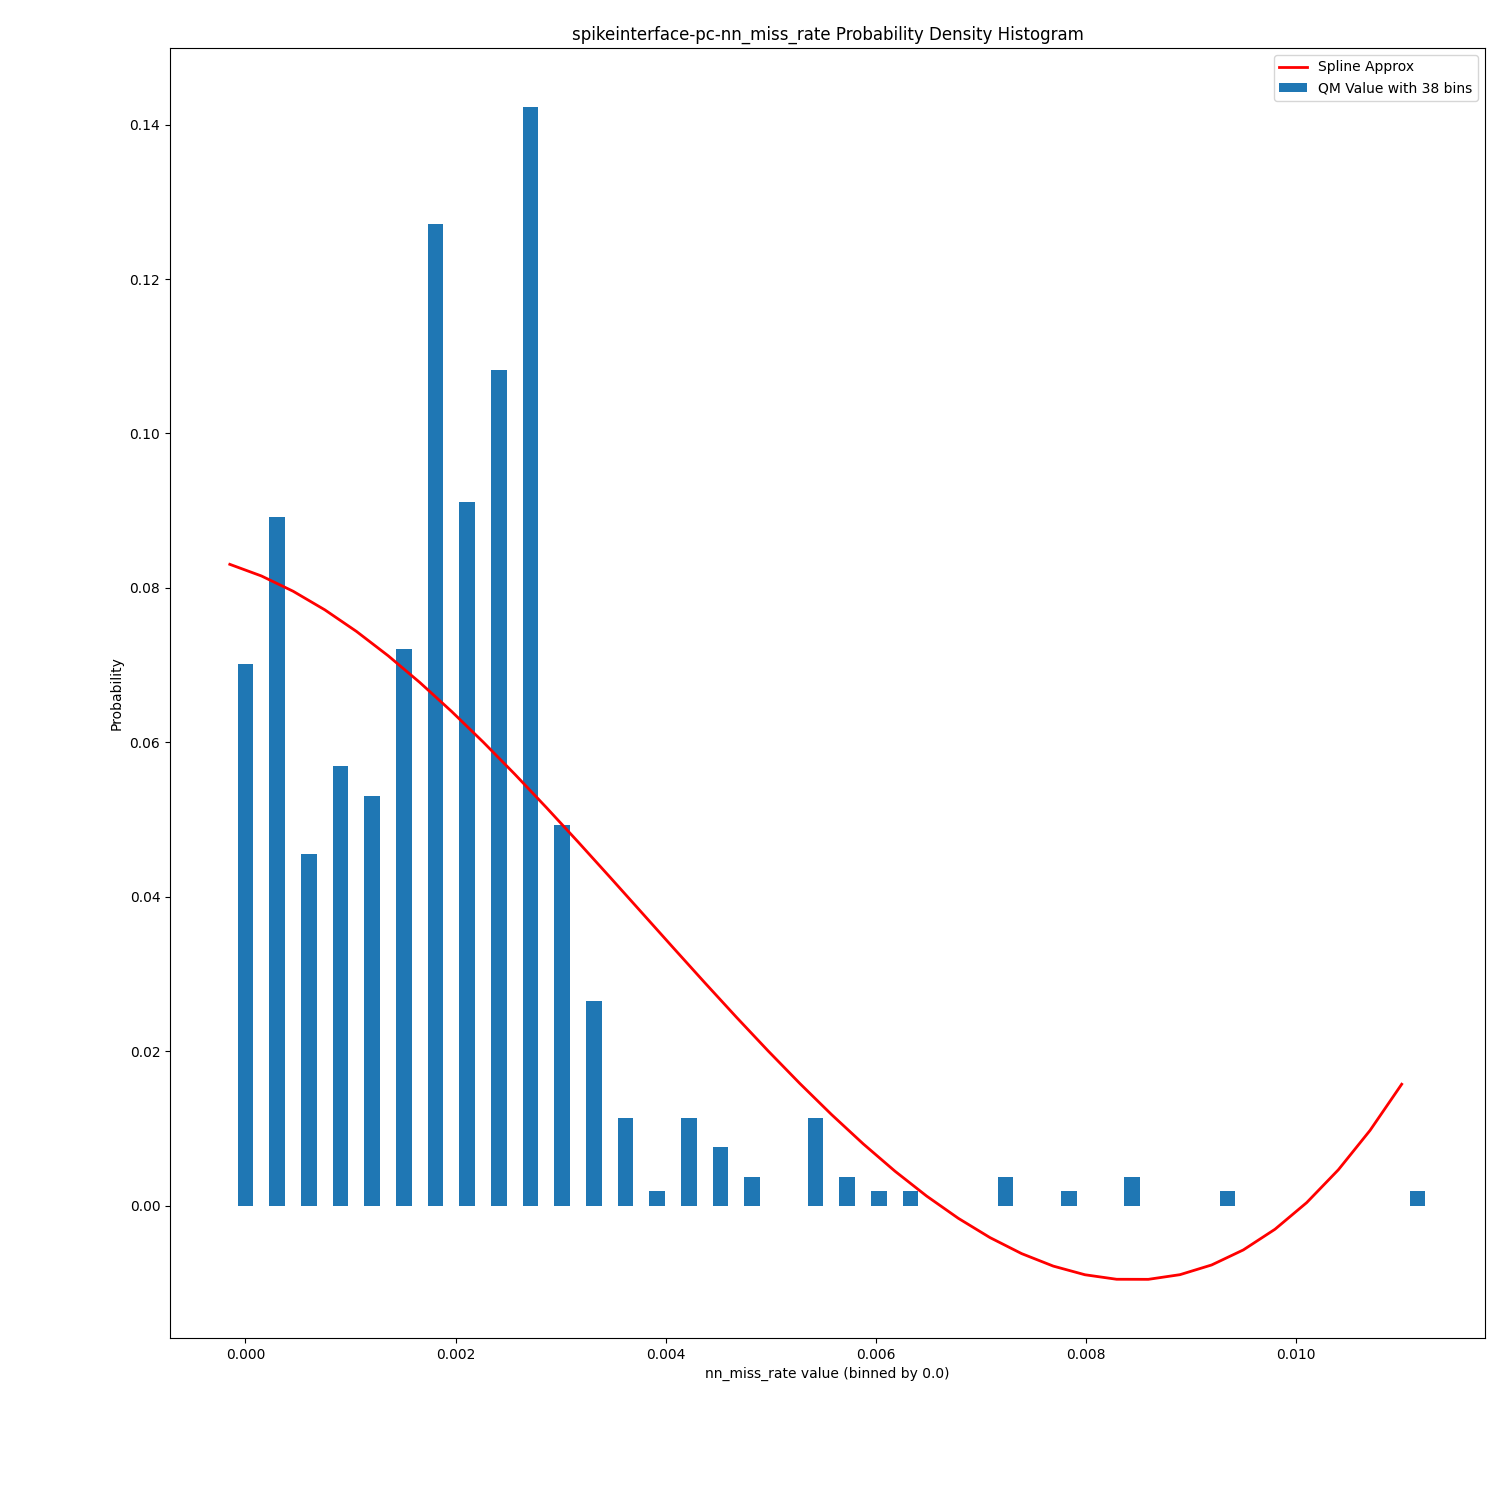 spikeinterface-pc-nn_miss_rate Probability Density Histogram
Spline Approx
QM Value with 38 bins
0.14
0.12
0.10
0.08
0.06
0.04
0.02
0.00
Probability
0.000 0.002 0.004 0.006 0.008 0.010
nn_miss_rate value (binned by 0.0)